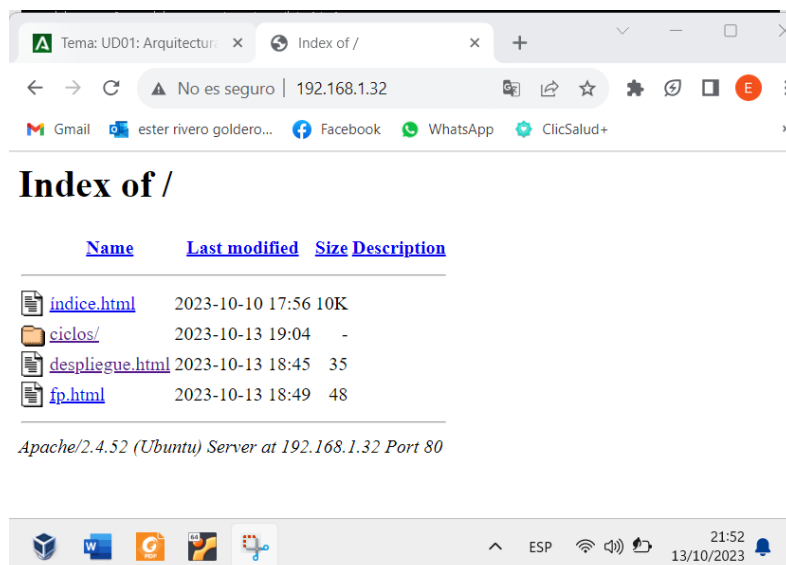 Tema: UD01: Arquitectura
Index of /
No es seguro | 192.168.1.32
E
Gmail ester rivero goldero... Facebook WhatsApp ClicSalud+
Index of /
Name Last modified Size Description
índice.html 2023-10-10 17:56 10K
ciclos/ 2023-10-13 19:04 -
despliegue.html 2023-10-13 18:45 35
fp.html 2023-10-13 18:49 48
Apache/2.4.52 (Ubuntu) Server at 192.168.1.32 Port 80
ESP
21:52
13/10/2023